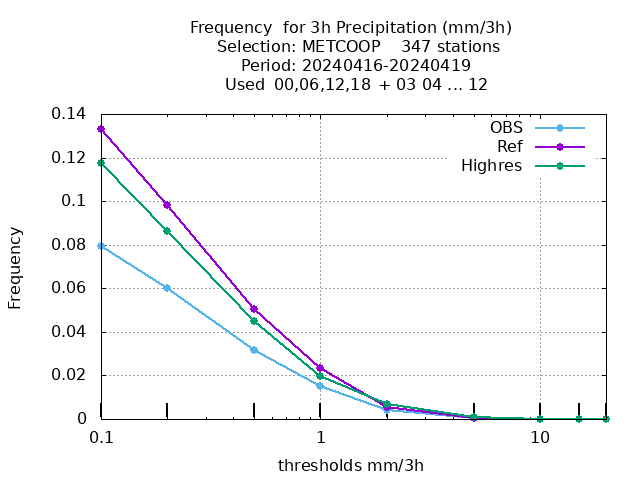 Frequency  for 3h Precipitation (mm/3h)
Selection: METCOOP    347 stations
Period: 20240416-20240419
Used  00,06,12,18 + 03 04 ... 12
0.14
0.12
0.1
0.08
0.06
0.04
0.02
0
Frequency
OBS
Ref
Highres
0.1
1
10
thresholds mm/3h